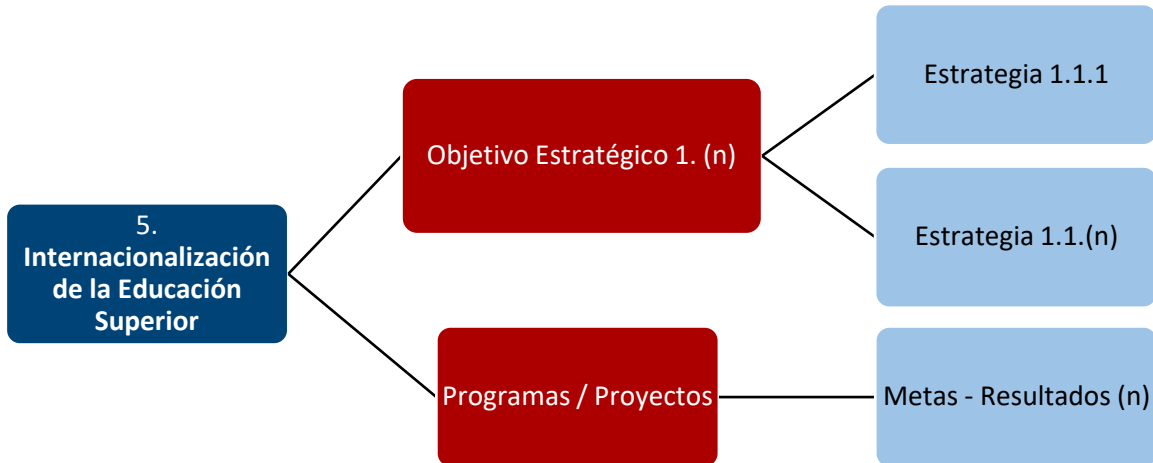 5.
Internacionalización
de la Educación
Superior
Objetivo Estratégico 1. (n)
Estrategia 1.1.1
Estrategia 1.1.(n)
Programas / Proyectos
Metas - Resultados (n)